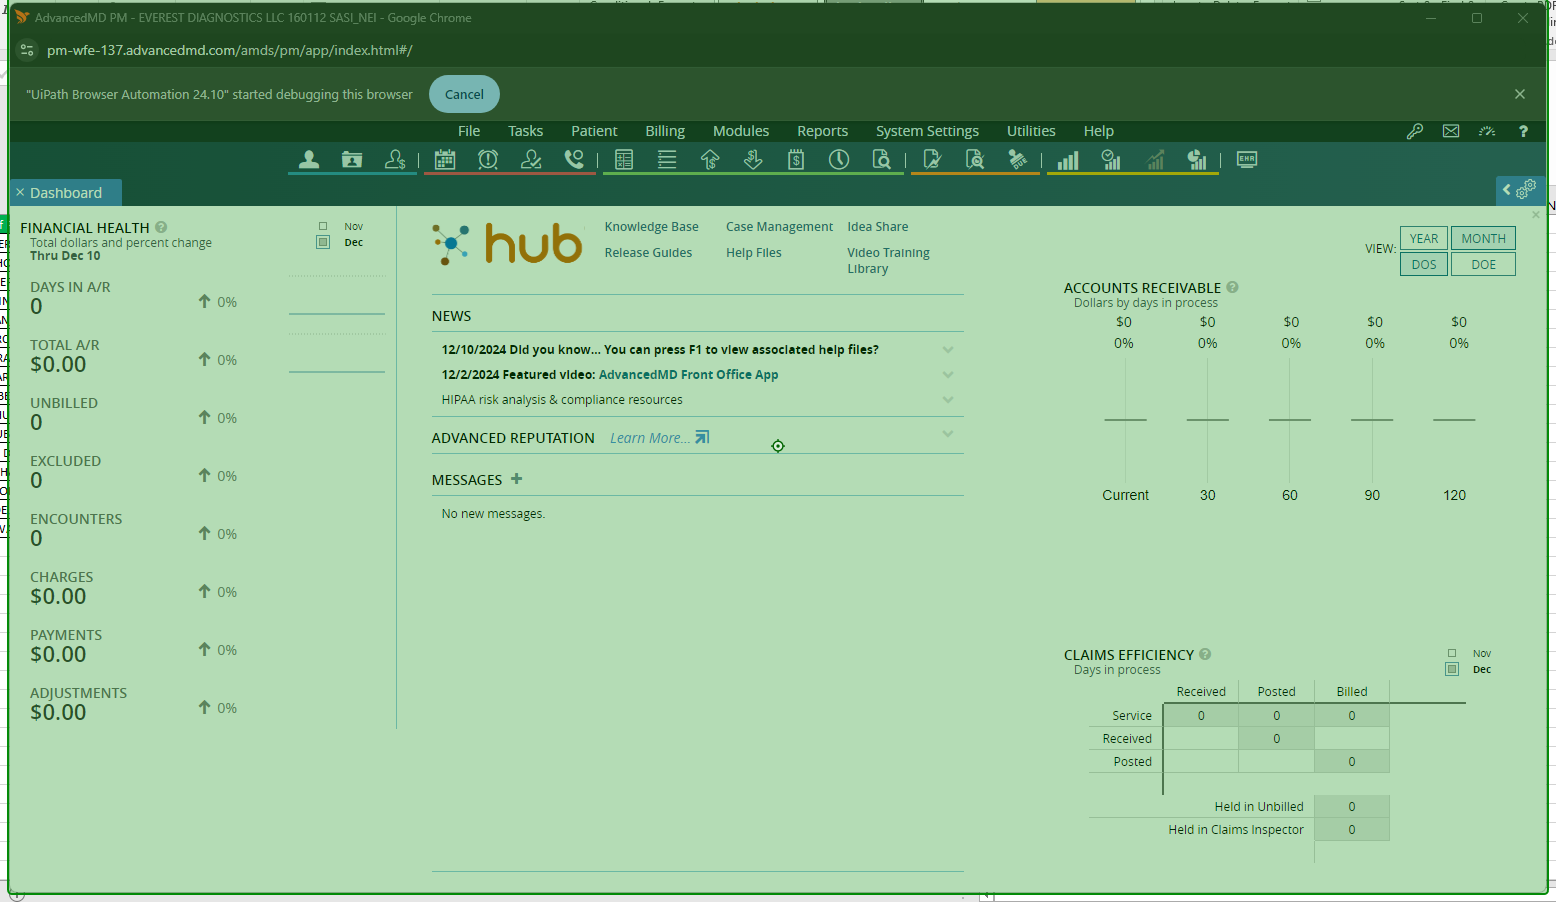 AdvancedMD PM - EVEREST DIAGNOSTICS LLC 160112 SASI_NEI - Google Chrome
pm-wfe-137.advancedmd.com/amds/pm/app/index.html#/
"UiPath Browser Automation 24.10" started debugging this browser
Cancel
File Tasks Patient Billing Modules Reports System Settings Utilities Help
EHR
Dashboard
FINANCIAL HEALTH
Total dollars and percent change
Thru Dec 10
Nov
Dec
DAYS IN A/R
0
0%
TOTAL A/R
$0.00
0%
UNBILLED
0
0%
EXCLUDED
0
0%
ENCOUNTERS
0
0%
CHARGES
$0.00
0%
PAYMENTS
$0.00
0%
ADJUSTMENTS
$0.00
0%
hub
Knowledge Base Case Management Idea Share
Release Guides Help Files Video Training
Library
NEWS
12/10/2024 Did you know... You can press F1 to view associated help files?
12/2/2024 Featured video: AdvancedMD Front Office App
HIPAA risk analysis & compliance resources
ADVANCED REPUTATION Learn More...
MESSAGES
No new messages.
VIEW: YEAR MONTH
DOS DOE
ACCOUNTS RECEIVABLE
Dollars by days in process
$0 $0 $0 $0 $0
0% 0% 0% 0% 0%
Current 30 60 90 120
CLAIMS EFFICIENCY
Days in process
Nov
Dec
Received Posted Billed
Service 0 0 0
Received 0
Posted 0
Held in Unbilled 0
Held in Claims Inspector 0